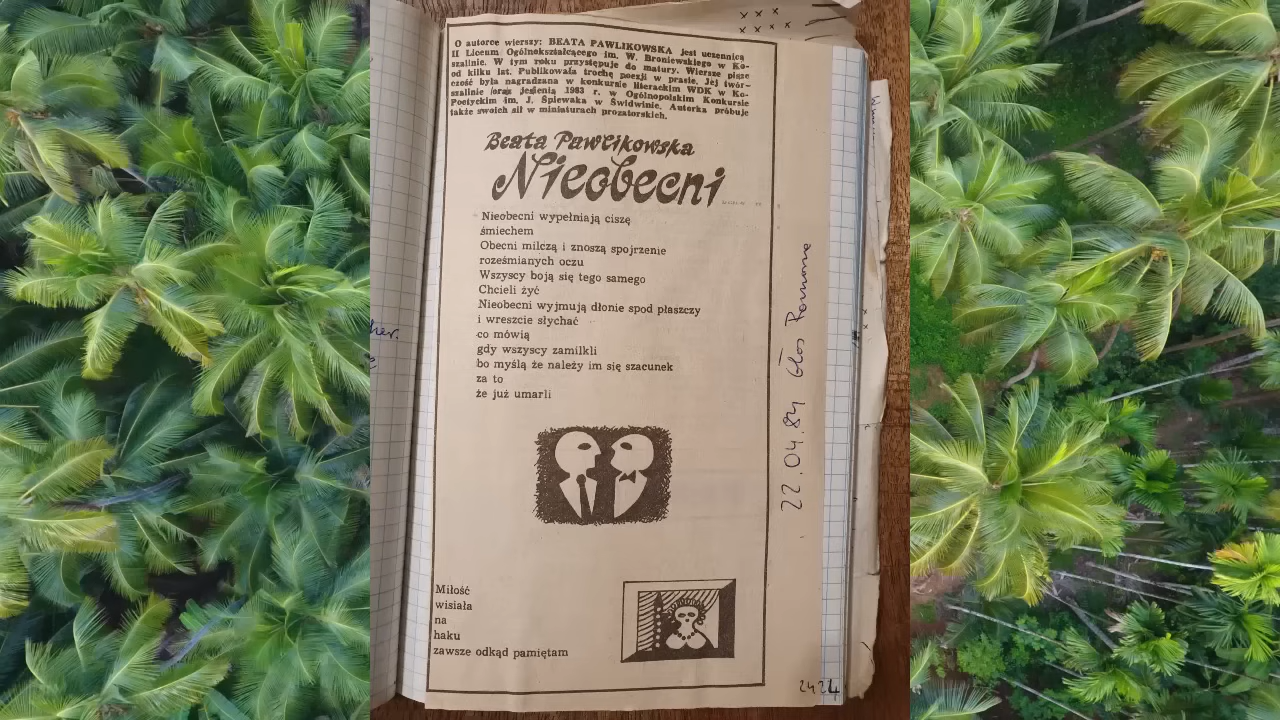 O autorce wierszy: BEATA PAWLIKOWSKA jest uczennicą
II Liceum Ogólnokształcącego im. W. Broniewskiego w Ko-
szalinie. W tym roku przystępuje do matury. Wiersze pisze
od kilku lat. Publikowała trochę poezji w prasie. Jej twór-
czość była nagradzana w konkursie literackim WDK w Ko-
szalinie /oraz jesienią 1983 r. w Ogólnopolskim Konkursie
Poetyckim im. J. Śpiewaka w Świdwinie. Autorka próbuje
także swoich sił w miniaturach prozatorskich.
Beata Pawlikowska
Nieobecni
Nieobecni wypełniają ciszę
śmiechem
Obecni milczą i znoszą spojrzenie
roześmianych oczu
Wszyscy boją się tego samego
Chcieli żyć
Nieobecni wyjmują dłonie spod płaszczy
i wreszcie słychać
co mówią
gdy wszyscy zamilkli
bo myślą że należy im się szacunek
za to
że już umarli
Miłość
wisiała
na
haku
zawsze odkąd pamiętam
22.04.84 Głos Pomorza